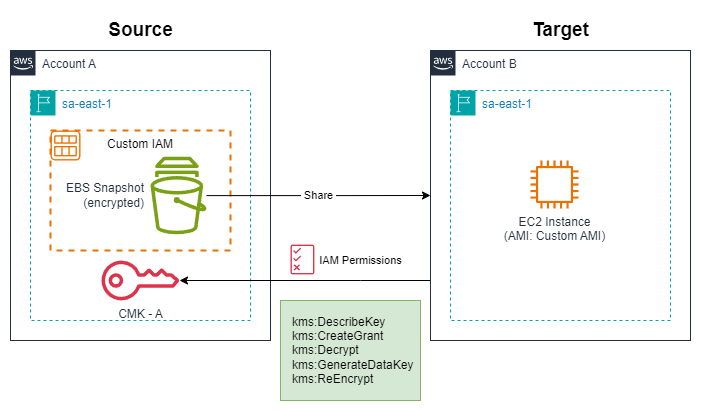 Source
Target
aws
Account A
aws
Account B
sa-east-1
sa-east-1
Custom IAM
EBS Snapshot
(encrypted)
Share
EC2 Instance
(AMI: Custom AMI)
IAM Permissions
CMK - A
kms:DescribeKey
kms:CreateGrant
kms:Decrypt
kms:GenerateDataKey
kms:ReEncrypt